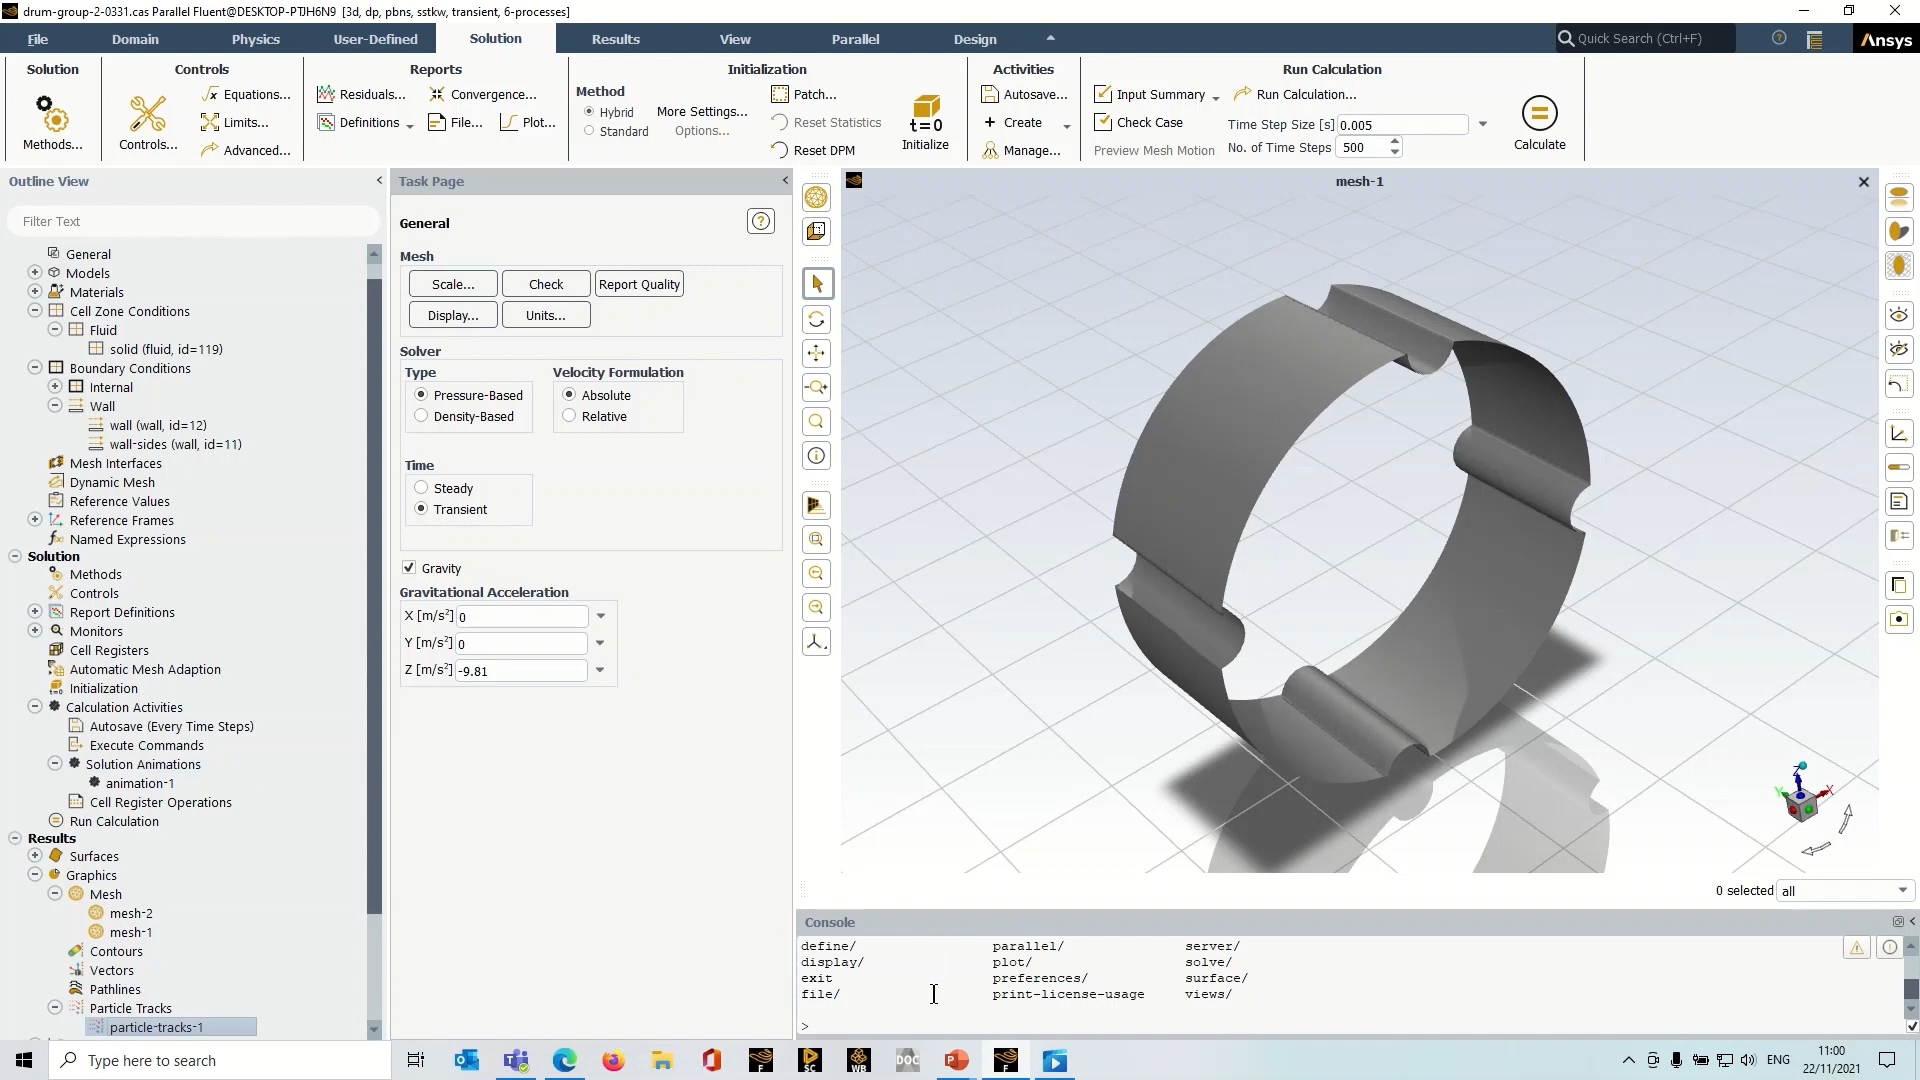 drum-group-2-0331.cas Parallel Fluent@DESKTOP-PTJH6N9 [3d, dp, pbns, sstkw, transient, 6-processes]
File Domain Physics User-Defined Solution Results View Parallel Design Quick Search (Ctrl+F) Ansys
Solution Controls Reports Initialization Activities Run Calculation
Methods...
Controls...
Equations...
Limits...
Advanced...
Residuals... Convergence...
Definitions File... Plot...
Method
Hybrid
Standard
More Settings...
Options...
Patch...
Reset Statistics
Reset DPM
t=0
Initialize
Autosave...
Create
Manage...
Input Summary Run Calculation...
Check Case Time Step Size [s] 0.005
Preview Mesh Motion No. of Time Steps 500
Calculate
Outline View
Filter Text
General
Models
Materials
Cell Zone Conditions
Fluid
solid (fluid, id=119)
Boundary Conditions
Internal
Wall
wall (wall, id=12)
wall-sides (wall, id=11)
Mesh Interfaces
Dynamic Mesh
Reference Values
Reference Frames
Named Expressions
Solution
Methods
Controls
Report Definitions
Monitors
Cell Registers
Automatic Mesh Adaption
Initialization
Calculation Activities
Autosave (Every Time Steps)
Execute Commands
Solution Animations
animation-1
Cell Register Operations
Run Calculation
Results
Surfaces
Graphics
Mesh
mesh-2
mesh-1
Contours
Vectors
Pathlines
Particle Tracks
particle-tracks-1
Task Page
General
Mesh
Scale... Check Report Quality
Display... Units...
Solver
Type Velocity Formulation
Pressure-Based Absolute
Density-Based Relative
Time
Steady
Transient
Gravity
Gravitational Acceleration
X [m/s²] 0
Y [m/s²] 0
Z [m/s²] -9.81
mesh-1
Z
Y X
0 selected all
Console
define/ parallel/ server/
display/ plot/ solve/
exit preferences/ surface/
file/ print-license-usage views/
>
Type here to search
F SC WB DOC P F
ENG
11:00
22/11/2021